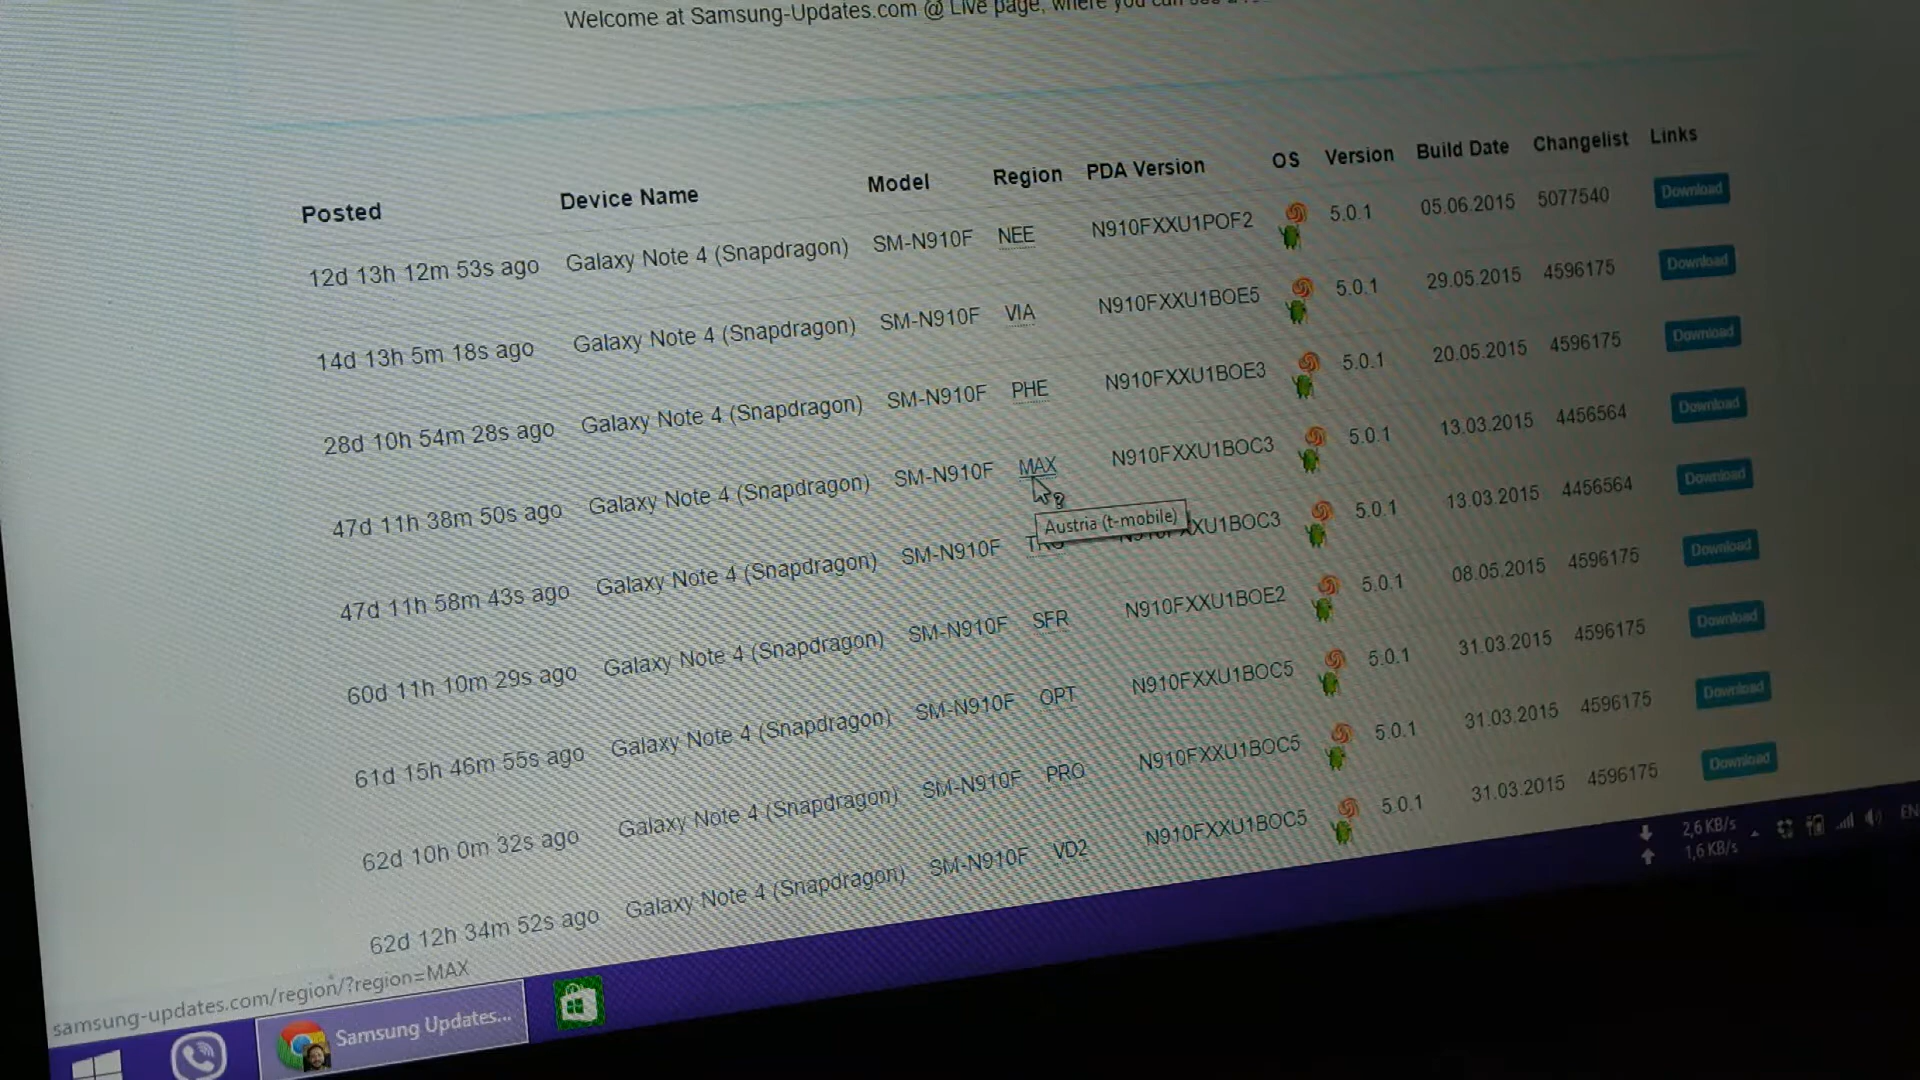 Welcome at Samsung-Updates.com @ Live page, where you can see
Posted Device Name Model Region PDA Version OS Version Build Date Changelist Links
12d 13h 12m 53s ago Galaxy Note 4 (Snapdragon) SM-N910F NEE N910FXXU1POF2 5.0.1 05.06.2015 5077540 Download
14d 13h 5m 18s ago Galaxy Note 4 (Snapdragon) SM-N910F VIA N910FXXU1BOE5 5.0.1 29.05.2015 4596175 Download
28d 10h 54m 28s ago Galaxy Note 4 (Snapdragon) SM-N910F PHE N910FXXU1BOE3 5.0.1 20.05.2015 4596175 Download
47d 11h 38m 50s ago Galaxy Note 4 (Snapdragon) SM-N910F MAX N910FXXU1BOC3 5.0.1 13.03.2015 4456564 Download
Austria (t-mobile)
47d 11h 58m 43s ago Galaxy Note 4 (Snapdragon) SM-N910F XU1BOC3 5.0.1 13.03.2015 4456564 Download
60d 11h 10m 29s ago Galaxy Note 4 (Snapdragon) SM-N910F SFR N910FXXU1BOE2 5.0.1 08.05.2015 4596175 Download
61d 15h 46m 55s ago Galaxy Note 4 (Snapdragon) SM-N910F OPT N910FXXU1BOC5 5.0.1 31.03.2015 4596175 Download
62d 10h 0m 32s ago Galaxy Note 4 (Snapdragon) SM-N910F PRO N910FXXU1BOC5 5.0.1 31.03.2015 4596175 Download
62d 12h 34m 52s ago Galaxy Note 4 (Snapdragon) SM-N910F VD2 N910FXXU1BOC5 5.0.1 31.03.2015 4596175 Download
samsung-updates.com/region/?region=MAX
Samsung Updates...
2,6 KB/s
1,6 KB/s
EN